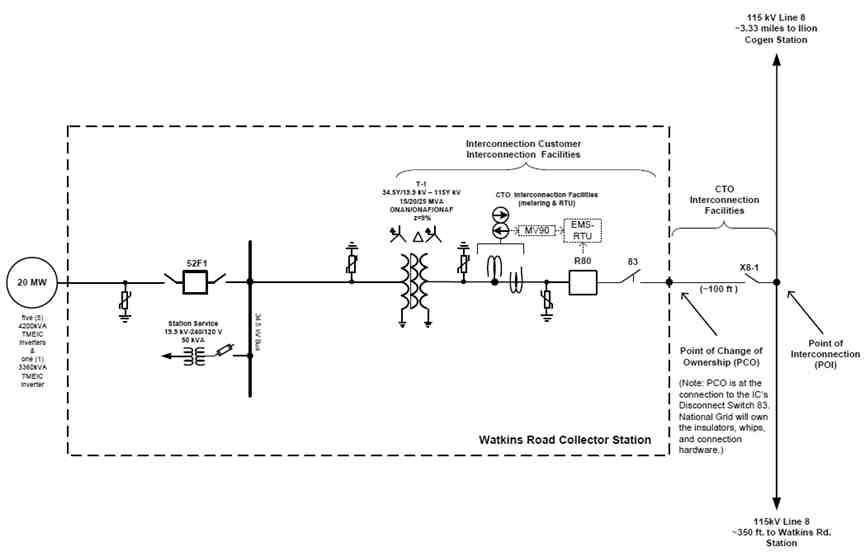 115 kV Line 8
~3.33 miles to Ilion
Cogen Station
Interconnection Customer
Interconnection Facilities
T-1
34.5Y/19.9 kV – 115Y kV
15/20/25 MVA
ONAN/ONAF/ONAF
z=9%
CTO Interconnection Facilities
(metering & RTU)
MV90
EMS-
RTU
CTO
Interconnection
Facilities
52F1
R80
83
X8-1
20 MW
(~100 ft )
five (5)
4200kVA
TMEIC
Inverters
&
one (1)
3360kVA
TMEIC
Inverter
Station Service
19.9 kV-240/120 V
50 kVA
34.5 kV Bus
Point of Change of
Ownership (PCO)
(Note: PCO is at the
connection to the IC's
Disconnect Switch 83.
National Grid will own
the insulators, whips,
and connection
hardware.)
Point of
Interconnection
(POI)
Watkins Road Collector Station
115kV Line 8
~350 ft. to Watkins Rd.
Station